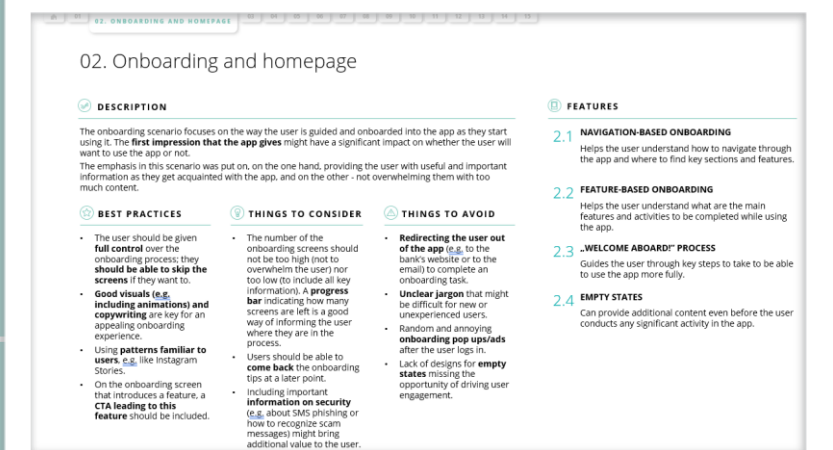 02. ONBOARDING AND HOMEPAGE
02. Onboarding and homepage
DESCRIPTION
The onboarding scenario focuses on the way the user is guided and onboarded into the app as they start
using it. The first impression that the app gives might have a significant impact on whether the user will
want to use the app or not.
The emphasis in this scenario was put on, on the one hand, providing the user with useful and important
information as they get acquainted with the app, and on the other - not overwhelming them with too
much content.
BEST PRACTICES
• The user should be given
full control over the
onboarding process; they
should be able to skip the
screens if they want to.
• Good visuals (e.g.
including animations) and
copywriting are key for an
appealing onboarding
experience.
• Using patterns familiar to
users, e.g. like Instagram
Stories.
• On the onboarding screen
that introduces a feature, a
CTA leading to this
feature should be included.
THINGS TO CONSIDER
• The number of the
onboarding screens should
not be too high (not to
overwhelm the user) nor
too low (to include all key
information). A progress
bar indicating how many
screens are left is a good
way of informing the user
where they are in the
process.
• Users should be able to
come back the onboarding
tips at a later point.
• Including important
information on security
(e.g. about SMS phishing or
how to recognize scam
messages) might bring
additional value to the user.
THINGS TO AVOID
• Redirecting the user out
of the app (e.g. to the
bank's website or to the
email) to complete an
onboarding task.
• Unclear jargon that might
be difficult for new or
unexperienced users.
• Random and annoying
onboarding pop ups/ads
after the user logs in.
• Lack of designs for empty
states missing the
opportunity of driving user
engagement.
FEATURES
2.1 NAVIGATION-BASED ONBOARDING
Helps the user understand how to navigate through
the app and where to find key sections and features.
2.2 FEATURE-BASED ONBOARDING
Helps the user understand what are the main
features and activities to be completed while using
the app.
2.3 „WELCOME ABOARD!” PROCESS
Guides the user through key steps to take to be able
to use the app more fully.
2.4 EMPTY STATES
Can provide additional content even before the user
conducts any significant activity in the app.